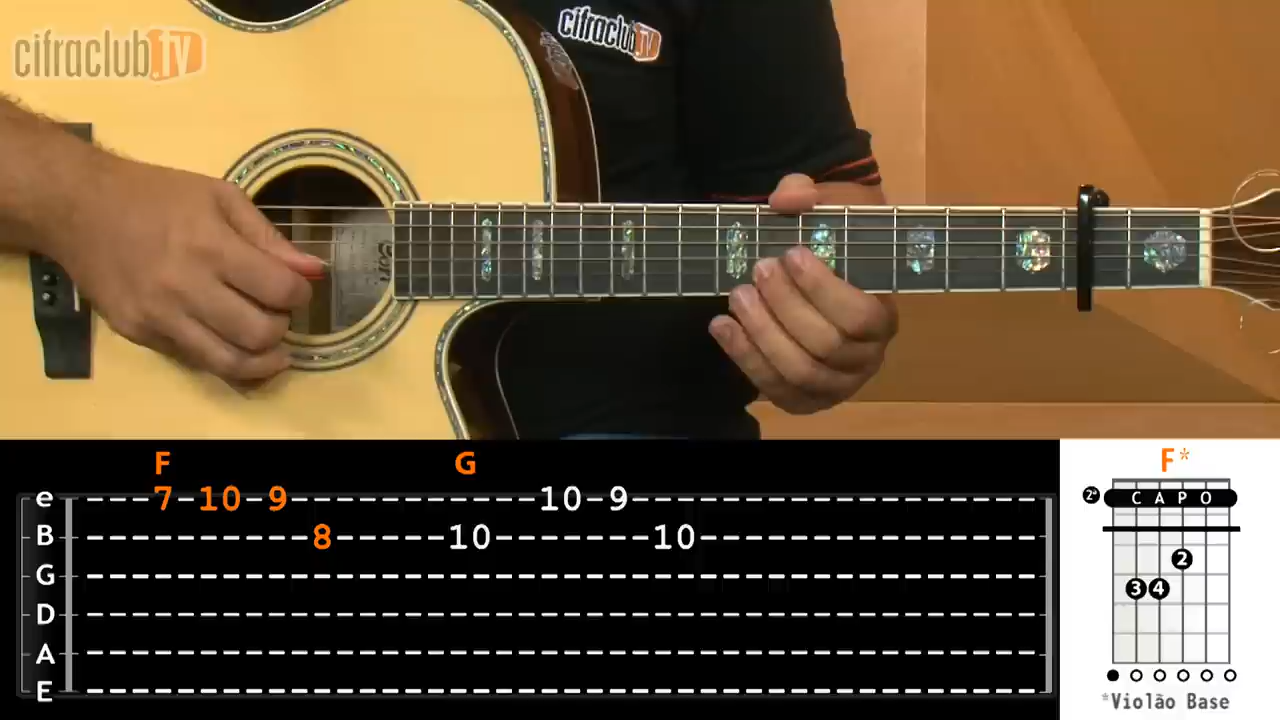 cifraclub.tv
cifraclub.tv
F G F*
e 7 10 9 10 9
B 8 10 10
G
D
A
E
2ª CAPO
2
3 4
*Violão Base